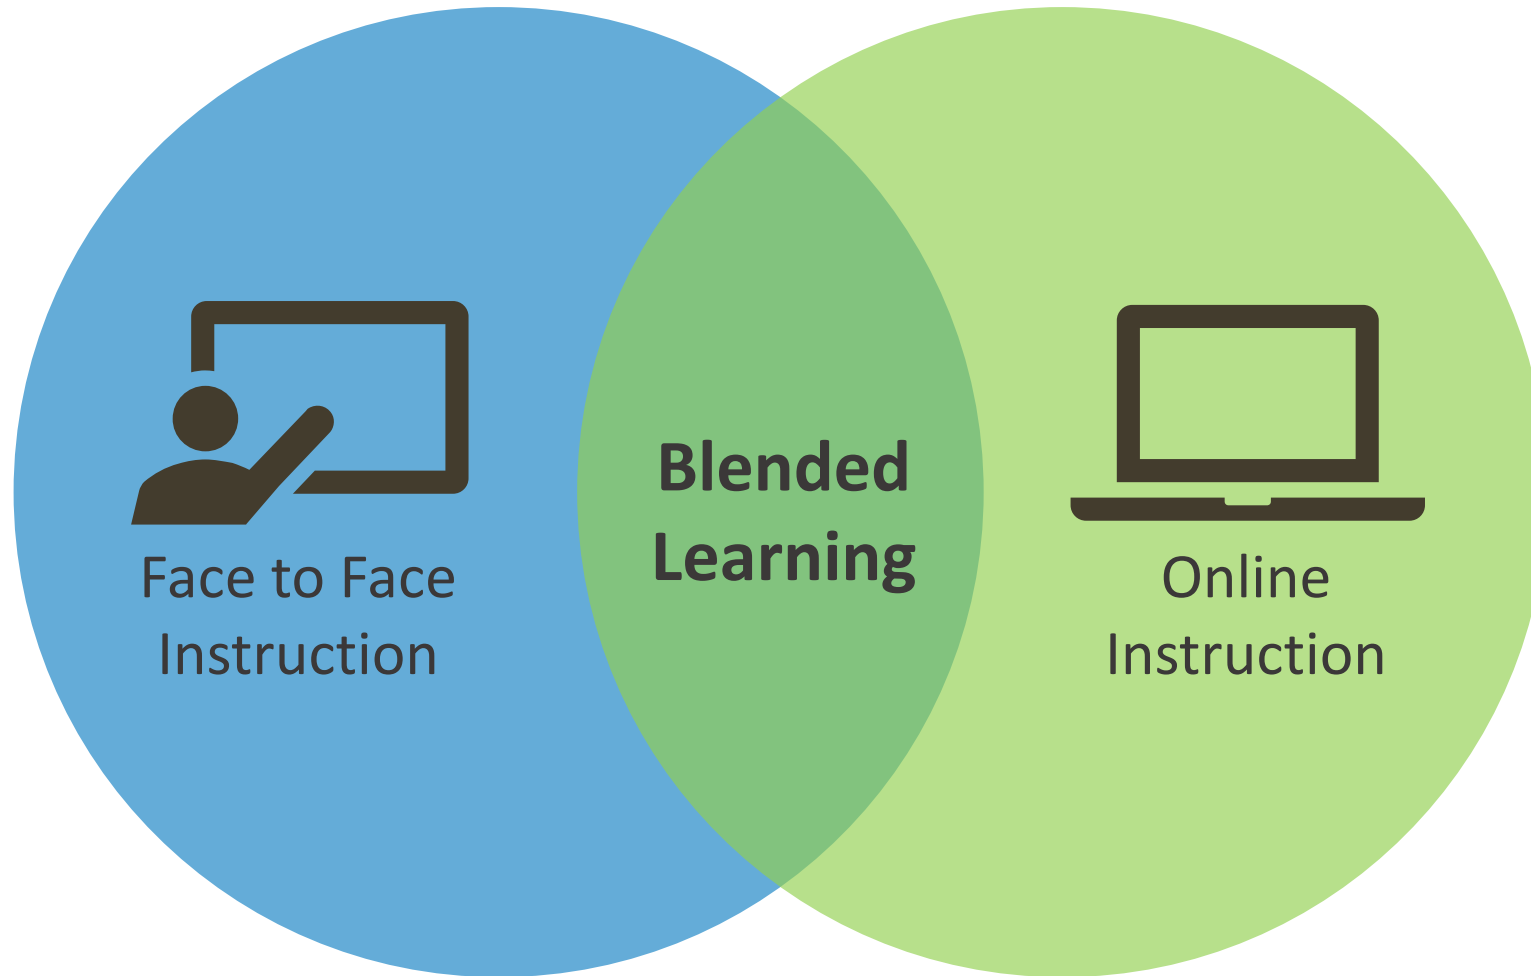 Face to Face
Instruction
Blended
Learning
Online
Instruction